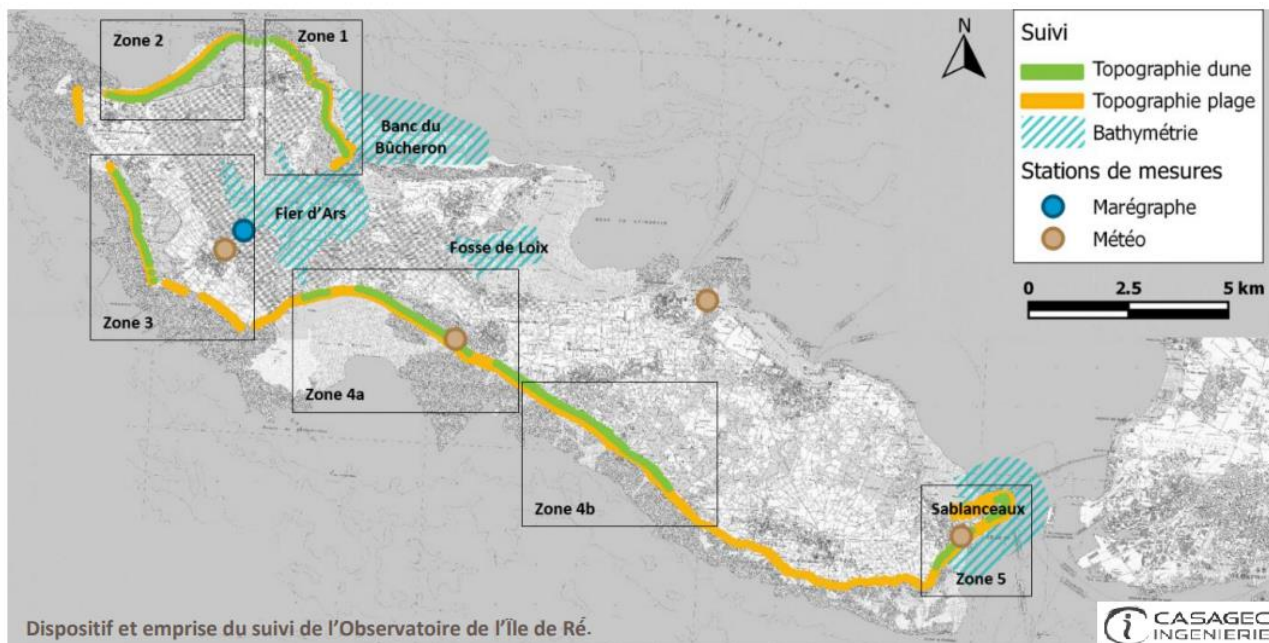 Zone 2
Zone 1
Banc du
Bûcheron
Fier d'Ars
Fosse de Loix
Zone 3
Zone 4a
Zone 4b
Sablanceaux
Zone 5
N
Suivi
Topographie dune
Topographie plage
Bathymétrie
Stations de mesures
Marégraphe
Météo
0 2.5 5 km
Dispositif et emprise du suivi de l'Observatoire de l'Île de Ré.
CASAGEC
INGENIERIE